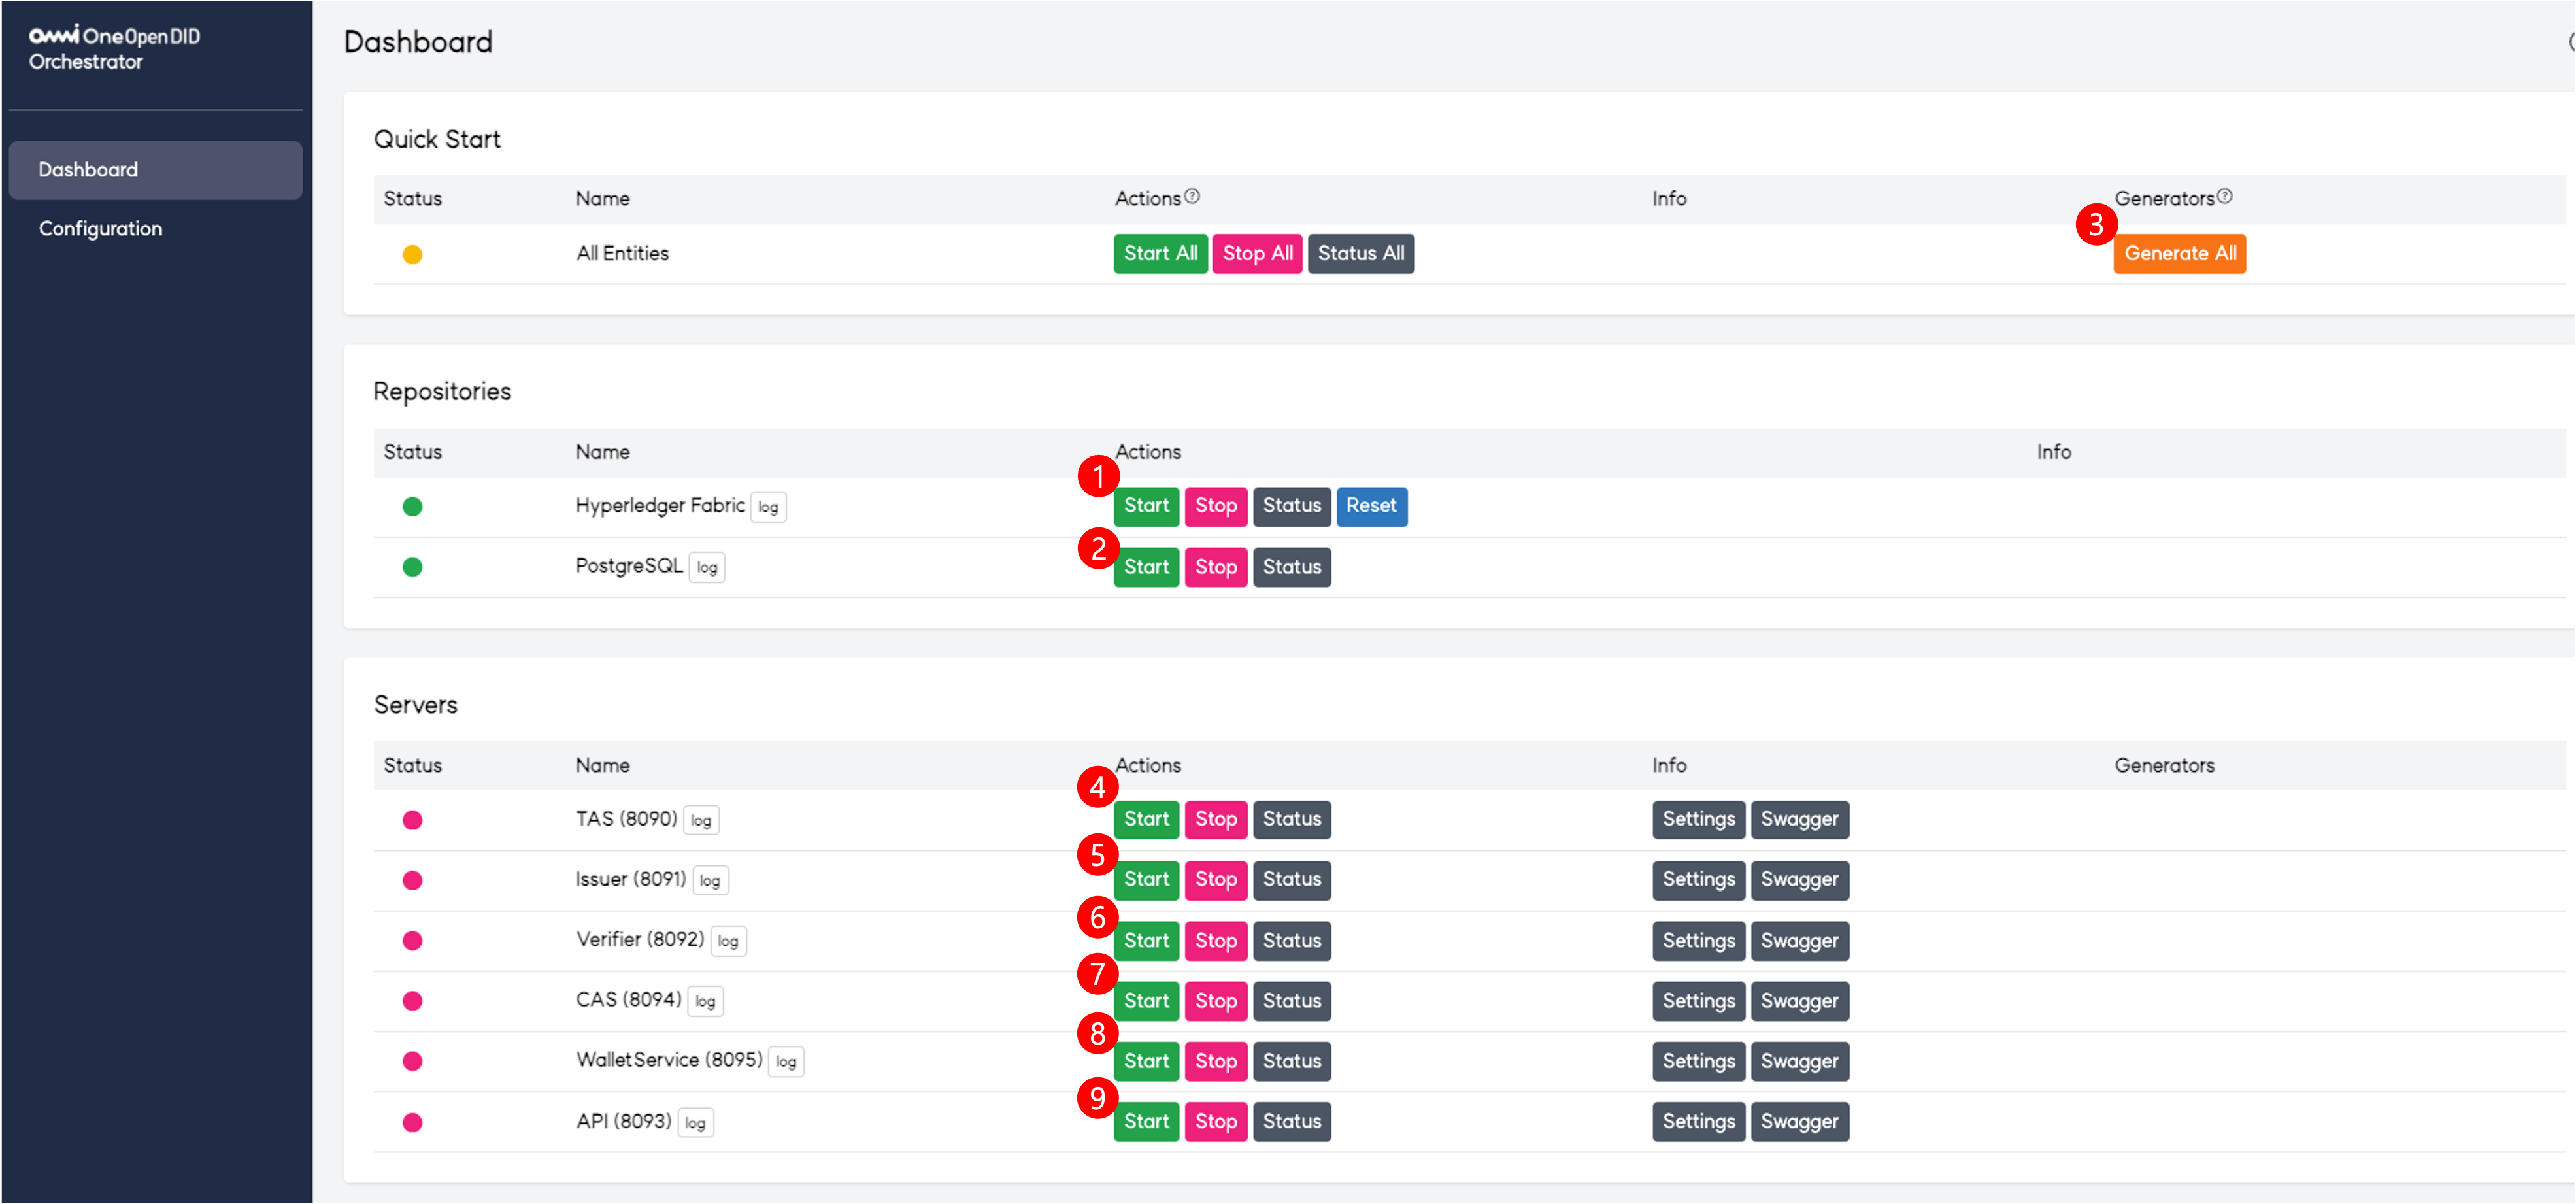 Omni One Open DID
Orchestrator
Dashboard
Configuration
Dashboard
Quick Start
Status Name Actions ? Info Generators ?
3
All Entities Start All Stop All Status All Generate All
Repositories
Status Name Actions Info
1
Hyperledger Fabric log Start Stop Status Reset
2
PostgreSQL log Start Stop Status
Servers
Status Name Actions Info Generators
4
TAS (8090) log Start Stop Status Settings Swagger
5
Issuer (8091) log Start Stop Status Settings Swagger
6
Verifier (8092) log Start Stop Status Settings Swagger
7
CAS (8094) log Start Stop Status Settings Swagger
8
WalletService (8095) log Start Stop Status Settings Swagger
9
API (8093) log Start Stop Status Settings Swagger